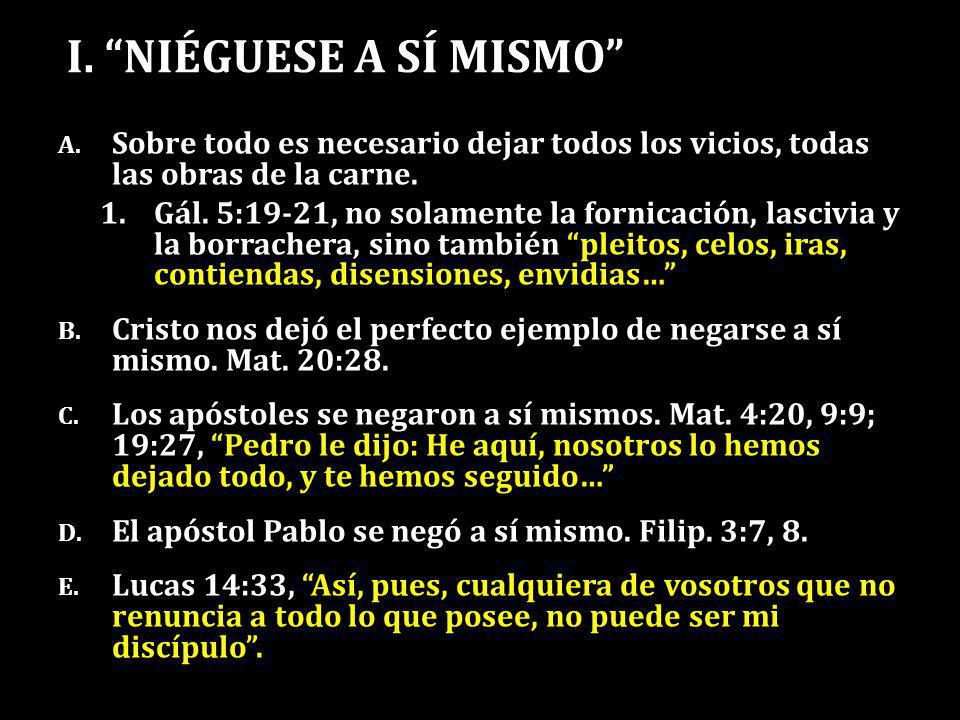 I. “NIÉGUESE A SÍ MISMO”
A. Sobre todo es necesario dejar todos los vicios, todas
las obras de la carne.
1. Gál. 5:19-21, no solamente la fornicación, lascivia y
la borrachera, sino también “pleitos, celos, iras,
contiendas, disensiones, envidias…”
B. Cristo nos dejó el perfecto ejemplo de negarse a sí
mismo. Mat. 20:28.
C. Los apóstoles se negaron a sí mismos. Mat. 4:20, 9:9;
19:27, “Pedro le dijo: He aquí, nosotros lo hemos
dejado todo, y te hemos seguido…”
D. El apóstol Pablo se negó a sí mismo. Filip. 3:7, 8.
E. Lucas 14:33, “Así, pues, cualquiera de vosotros que no
renuncia a todo lo que posee, no puede ser mi
discípulo”.